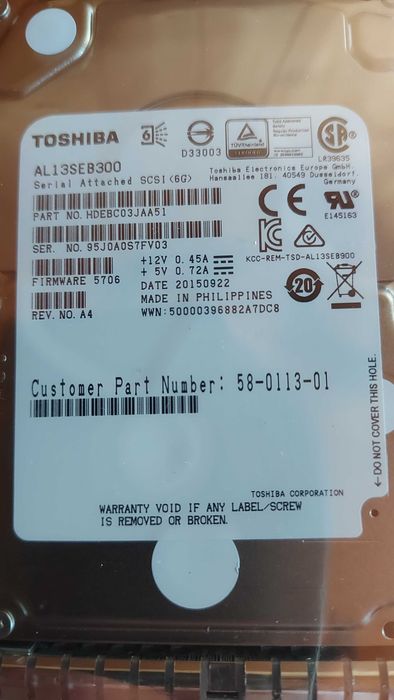 TOSHIBA
6
D33003
TÜVRheinland
LR39635
AL13SEB300
Serial Attached SCSI(6G)
Toshiba Electronics Europe GmbH.
Hansaallee 181, 40549 Duesseldorf,
Germany
PART NO.HDEBC03JAA51
E145163
SER. NO.95J0A0S7FV03
KCC-REM-TSD-AL13SEB900
+12V 0.45A
+ 5V 0.72A
FIRMWARE 5706
DATE 20150922
20
MADE IN PHILIPPINES
REV. NO. A4
WWN:50000396882A7DC8
Customer Part Number: 58-0113-01
←DO NOT COVER THIS HOLE.
TOSHIBA CORPORATION
WARRANTY VOID IF ANY LABEL/SCREW
IS REMOVED OR BROKEN.